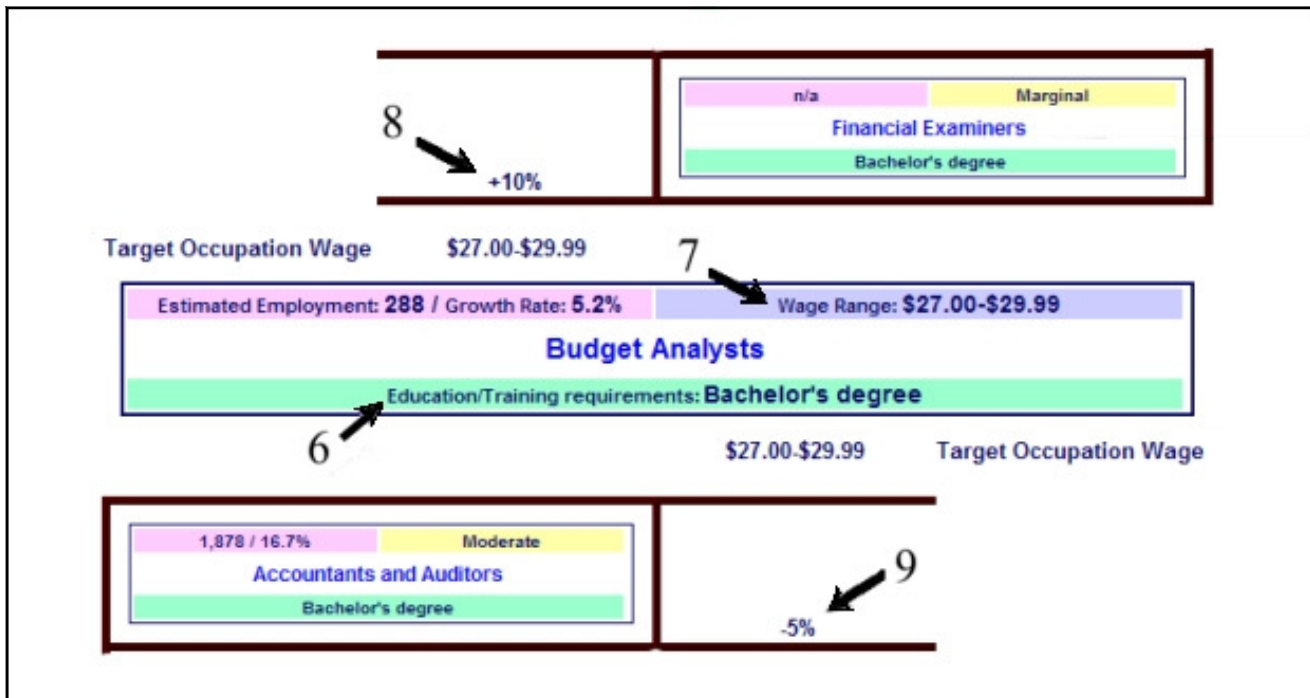 n/a Marginal
Financial Examiners
8
Bachelor's degree
+10%
Target Occupation Wage $27.00-$29.99
7
Estimated Employment: 288 / Growth Rate: 5.2% Wage Range: $27.00-$29.99
Budget Analysts
Education/Training requirements: Bachelor's degree
6
$27.00-$29.99 Target Occupation Wage
1,878 / 16.7% Moderate
Accountants and Auditors
9
Bachelor's degree
-5%